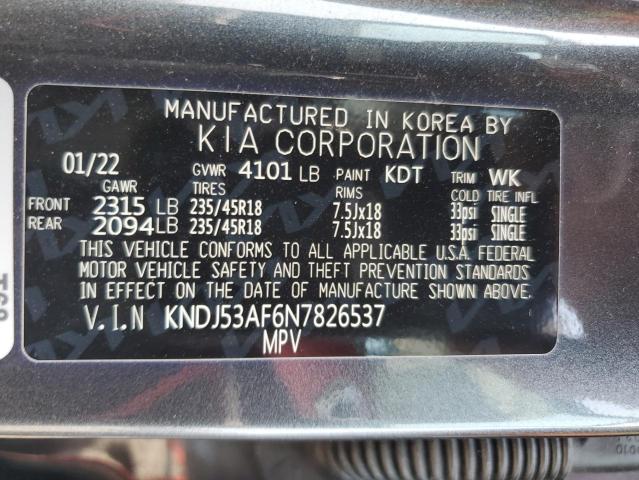 MANUFACTURED IN KOREA BY
KIA CORPORATION
01/22 GVWR 4101 LB PAINT KDT TRIM WK
GAWR TIRES RIMS COLD TIRE INFL
FRONT 2315 LB 235/45R18 7.5Jx18 33psi SINGLE
REAR 2094 LB 235/45R18 7.5Jx18 33psi SINGLE
THIS VEHICLE CONFORMS TO ALL APPLICABLE U.S.A. FEDERAL
MOTOR VEHICLE SAFETY AND THEFT PREVENTION STANDARDS
IN EFFECT ON THE DATE OF MANUFACTURE SHOWN ABOVE.
V.I.N KNDJ53AF6N7826537
MPV